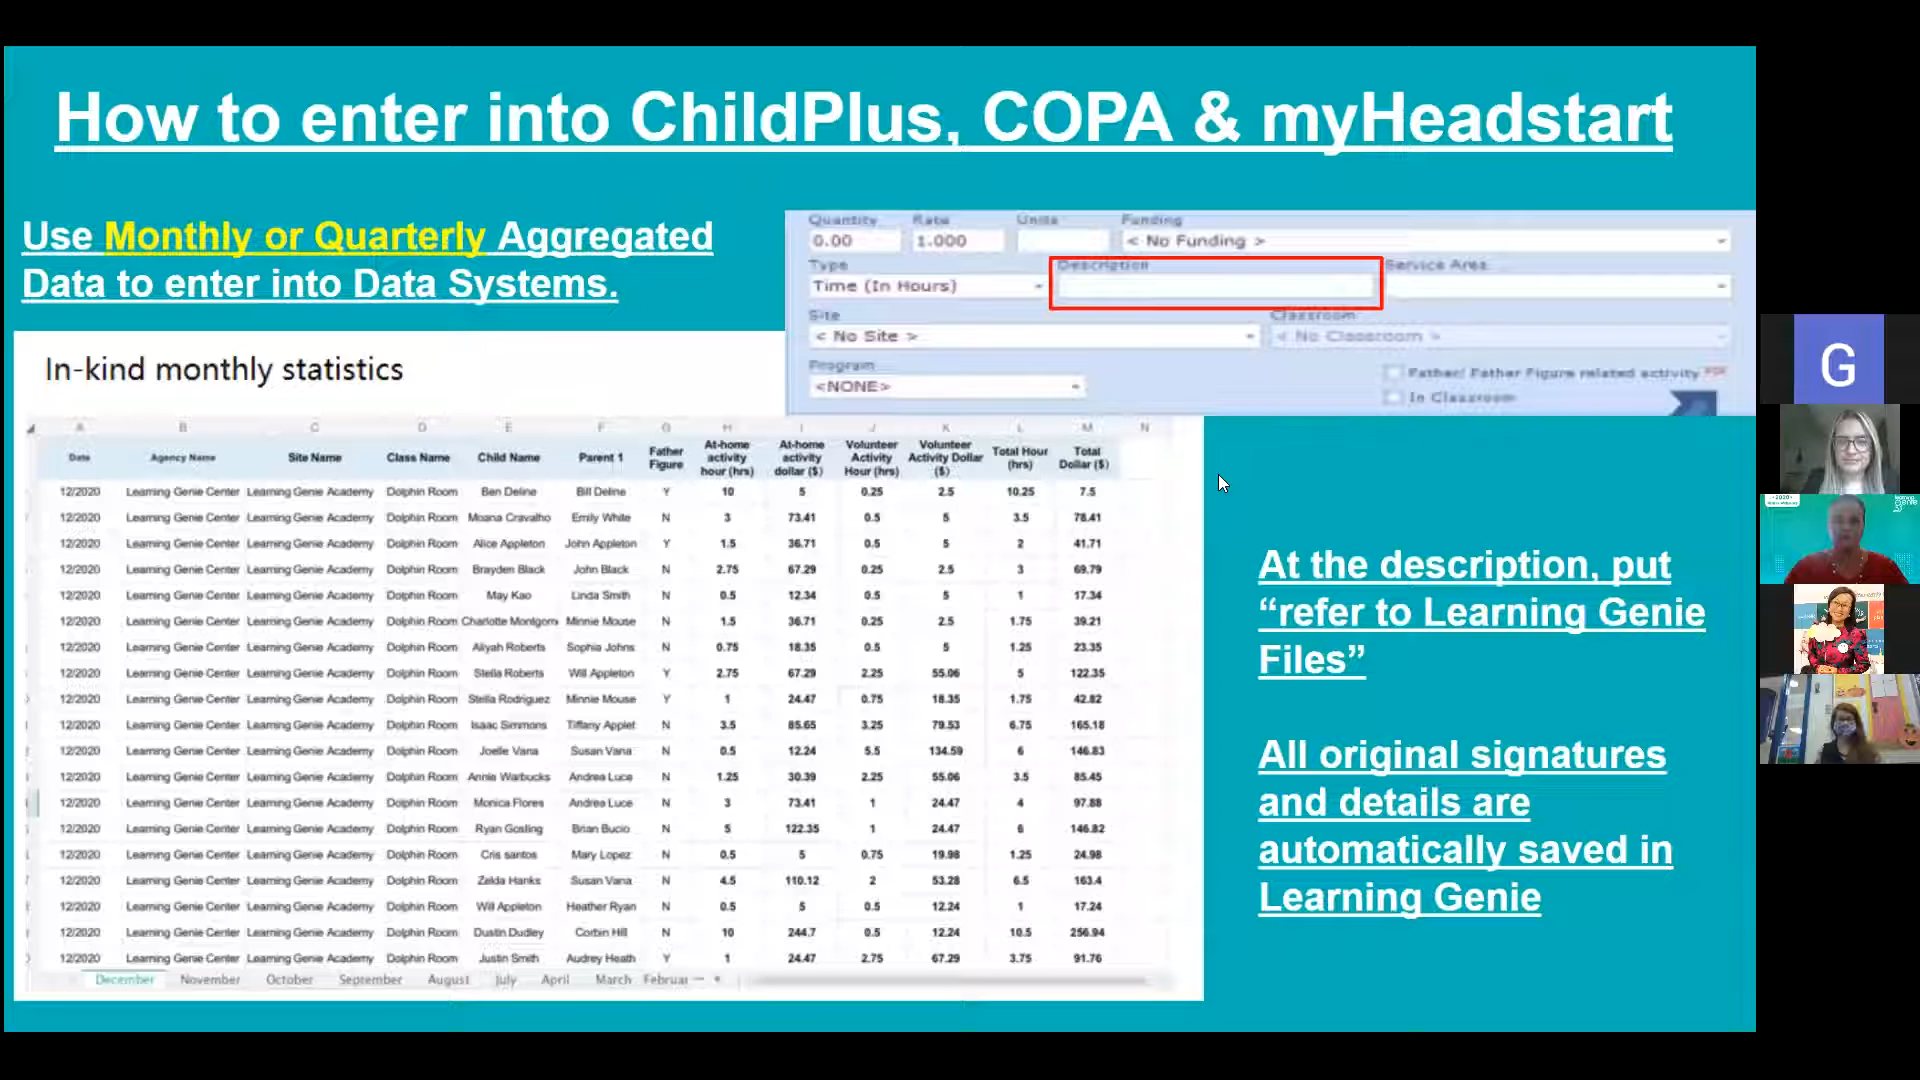 How to enter into ChildPlus, COPA & myHeadstart
Use Monthly or Quarterly Aggregated
Data to enter into Data Systems.
Quantity Rate Units Funding
0.00 1.000 < No Funding >
Type Description Service Area
Time (In Hours)
Site Classroom
< No Site > < No Classroom >
Program
Father/ Father Figure related activity
<NONE>
In Classroom
In-kind monthly statistics
A B C D E F G H I J K L M N
Date Agency Name Site Name Class Name Child Name Parent 1 Father Figure At-home activity hour (hrs) At-home activity dollar ($) Volunteer Activity Hour (hrs) Volunteer Activity Dollar ($) Total Hour (hrs) Total Dollar ($)
12/2020 Learning Genie Center Learning Genie Academy Dolphin Room Ben Deline Bill Deline Y 10 5 0.25 2.5 10.25 7.5
12/2020 Learning Genie Center Learning Genie Academy Dolphin Room Moana Cravalho Emily White N 3 73.41 0.5 5 3.5 78.41
12/2020 Learning Genie Center Learning Genie Academy Dolphin Room Alice Appleton John Appleton Y 1.5 36.71 0.5 5 2 41.71
12/2020 Learning Genie Center Learning Genie Academy Dolphin Room Brayden Black John Black N 2.75 67.29 0.25 2.5 3 69.79
12/2020 Learning Genie Center Learning Genie Academy Dolphin Room May Kao Linda Smith N 0.5 12.34 0.5 5 1 17.34
12/2020 Learning Genie Center Learning Genie Academy Dolphin Room Charlotte Montgom Minnie Mouse N 1.5 36.71 0.25 2.5 1.75 39.21
12/2020 Learning Genie Center Learning Genie Academy Dolphin Room Aliyah Roberts Sophia Johns N 0.75 18.35 0.5 5 1.25 23.35
12/2020 Learning Genie Center Learning Genie Academy Dolphin Room Stella Roberts Will Appleton Y 2.75 67.29 2.25 55.06 5 122.35
12/2020 Learning Genie Center Learning Genie Academy Dolphin Room Stella Rodriguez Minnie Mouse Y 1 24.47 0.75 18.35 1.75 42.82
12/2020 Learning Genie Center Learning Genie Academy Dolphin Room Isaac Simmons Tiffany Applet N 3.5 85.65 3.25 79.53 6.75 165.18
12/2020 Learning Genie Center Learning Genie Academy Dolphin Room Joelle Vana Susan Vana N 0.5 12.24 5.5 134.59 6 146.83
12/2020 Learning Genie Center Learning Genie Academy Dolphin Room Annie Warbucks Andrea Luce N 1.25 30.39 2.25 55.06 3.5 85.45
12/2020 Learning Genie Center Learning Genie Academy Dolphin Room Monica Flores Andrea Luce N 3 73.41 1 24.47 4 97.88
12/2020 Learning Genie Center Learning Genie Academy Dolphin Room Ryan Gosling Brian Bucio N 5 122.35 1 24.47 6 146.82
12/2020 Learning Genie Center Learning Genie Academy Dolphin Room Cris santos Mary Lopez N 0.5 5 0.75 19.98 1.25 24.98
12/2020 Learning Genie Center Learning Genie Academy Dolphin Room Zelda Hanks Susan Vana N 4.5 110.12 2 53.28 6.5 163.4
12/2020 Learning Genie Center Learning Genie Academy Dolphin Room Will Appleton Heather Ryan N 0.5 5 0.5 12.24 1 17.24
12/2020 Learning Genie Center Learning Genie Academy Dolphin Room Dustin Dudley Corbin Hill N 10 244.7 0.5 12.24 10.5 256.94
12/2020 Learning Genie Center Learning Genie Academy Dolphin Room Justin Smith Audrey Heath Y 1 24.47 2.75 67.29 3.75 91.76
December November October September August July April March Februar
At the description, put
“refer to Learning Genie
Files”
All original signatures
and details are
automatically saved in
Learning Genie
G
2020
learning genie